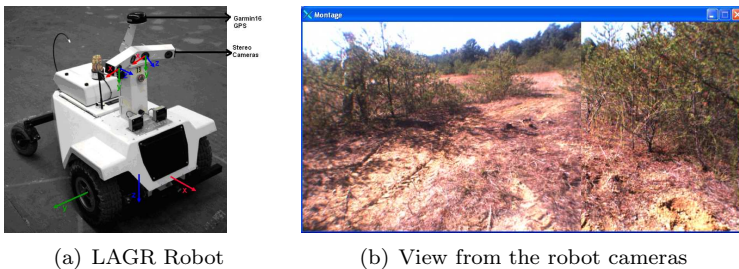 Garmin16
GPS
Stereo
Cameras
Montage
X
Z
Y
(a) LAGR Robot
(b) View from the robot cameras